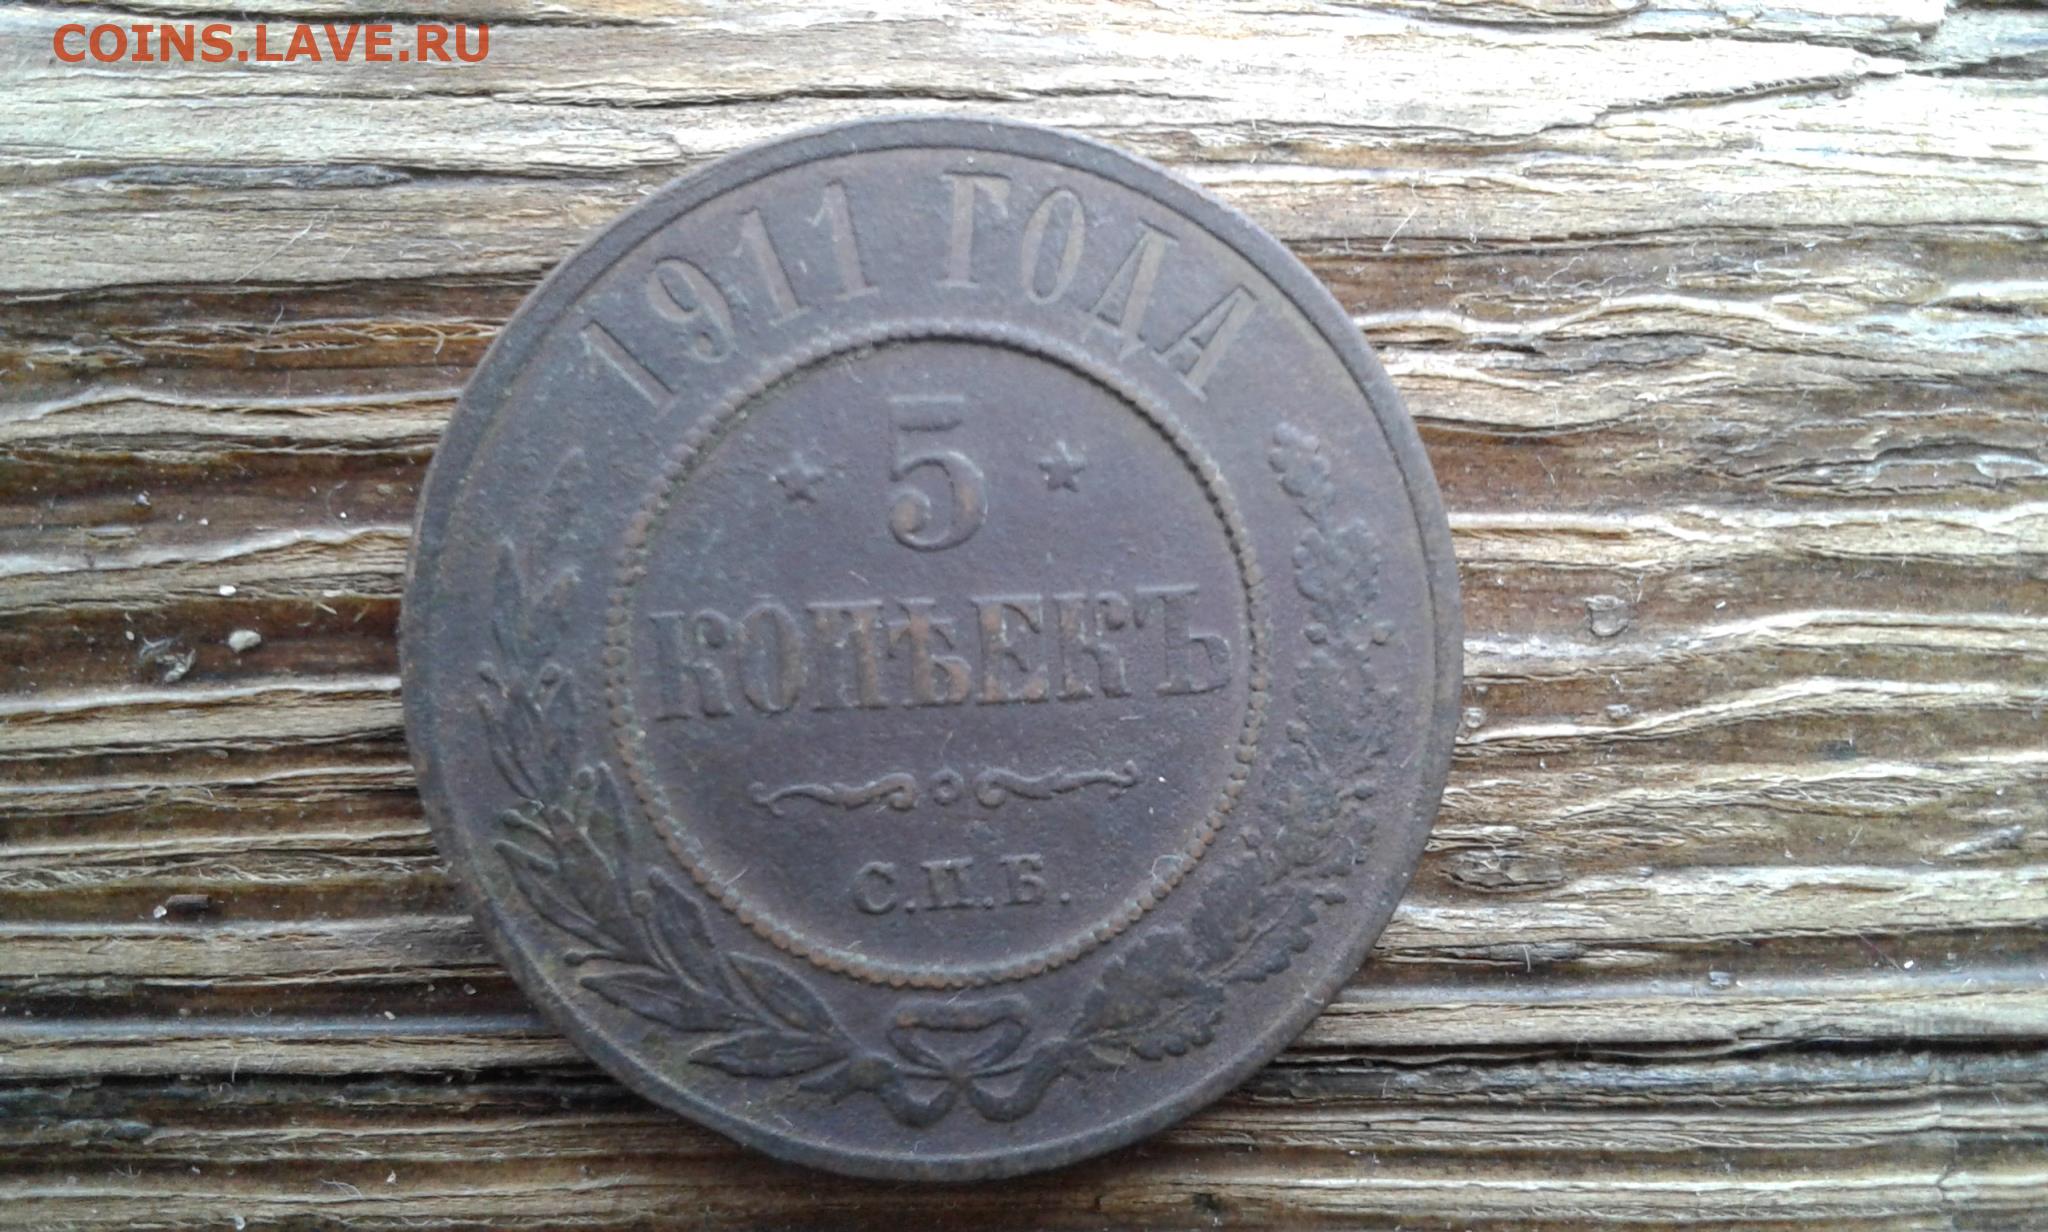 COINS.LAVE.RU
1911 ГОДА
5
КОПѢЕКЪ
С.П.Б.